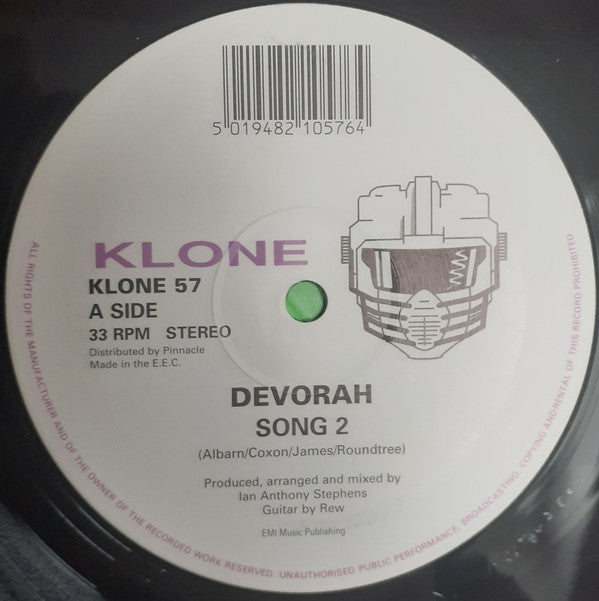 5 019482 105764
KLONE
KLONE 57
A SIDE
33 RPM STEREO
Distributed by Pinnacle
Made in the E.E.C.
DEVORAH
SONG 2
(Albarn/Coxon/James/Roundtree)
Produced, arranged and mixed by
Ian Anthony Stephens
Guitar by Rew
EMI Music Publishing
ALL RIGHTS OF THE MANUFACTURER AND OF THE OWNER OF THE RECORDED WORK RESERVED. UNAUTHORISED PUBLIC PERFORMANCE, BROADCASTING, COPYING AND RENTAL OF THIS RECORD PROHIBITED